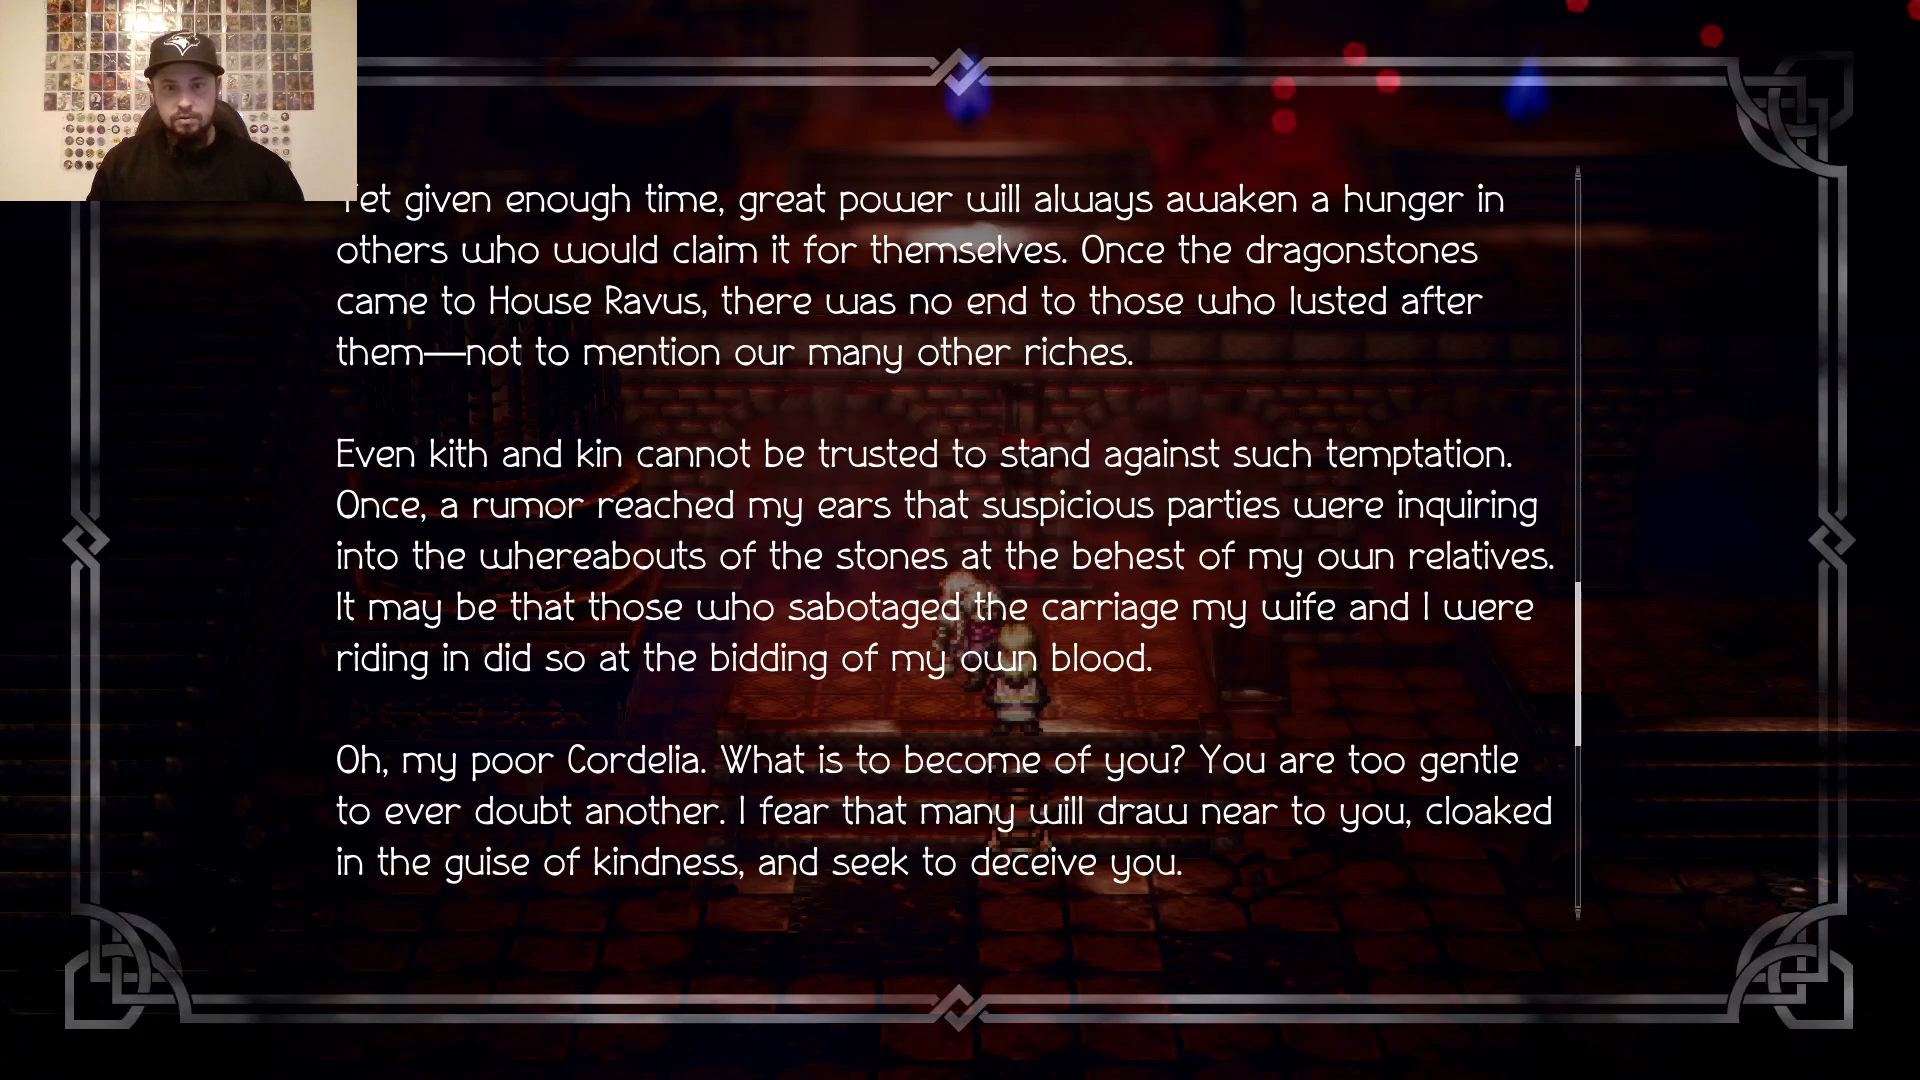 Yet given enough time, great power will always awaken a hunger in
others who would claim it for themselves. Once the dragonstones
came to House Ravus, there was no end to those who lusted after
them—not to mention our many other riches.
Even kith and kin cannot be trusted to stand against such temptation.
Once, a rumor reached my ears that suspicious parties were inquiring
into the whereabouts of the stones at the behest of my own relatives.
It may be that those who sabotaged the carriage my wife and I were
riding in did so at the bidding of my own blood.
Oh, my poor Cordelia. What is to become of you? You are too gentle
to ever doubt another. I fear that many will draw near to you, cloaked
in the guise of kindness, and seek to deceive you.